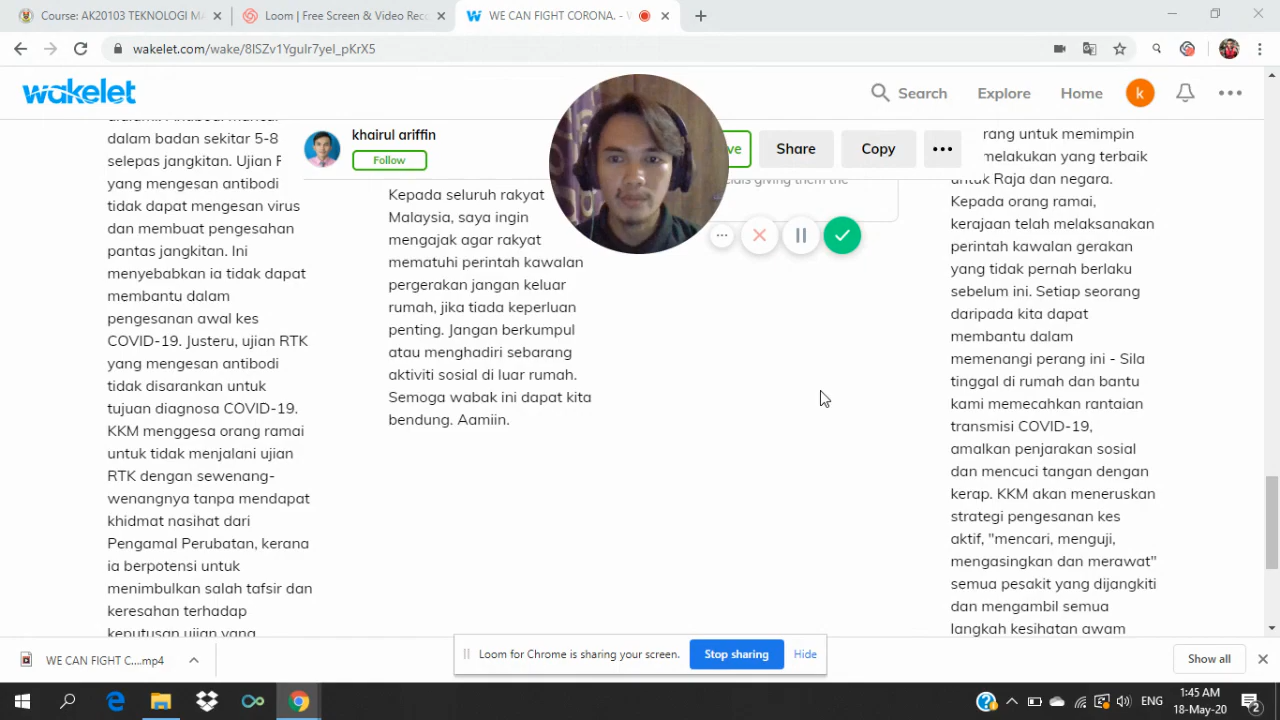 Course: AK20103 TEKNOLOGI MA
Loom | Free Screen & Video Reco
WE CAN FIGHT CORONA. - W
wakelet.com/wake/8lSZv1Ygulr7yel_pKrX5
wakelet
Search
Explore
Home
k
khairul ariffin
Follow
ve
Share
Copy
dalam badan sekitar 5-8
selepas jangkitan. Ujian
yang mengesan antibodi
tidak dapat mengesan virus
dan membuat pengesahan
pantas jangkitan. Ini
menyebabkan ia tidak dapat
membantu dalam
pengesanan awal kes
COVID-19. Justeru, ujian RTK
yang mengesan antibodi
tidak disarankan untuk
tujuan diagnosa COVID-19.
KKM menggesa orang ramai
untuk tidak menjalani ujian
RTK dengan sewenang-
wenangnya tanpa mendapat
khidmat nasihat dari
Pengamal Perubatan, kerana
ia berpotensi untuk
menimbulkan salah tafsir dan
keresahan terhadap
keputusan ujian yang
Kepada seluruh rakyat
Malaysia, saya ingin
mengajak agar rakyat
mematuhi perintah kawalan
pergerakan jangan keluar
rumah, jika tiada keperluan
penting. Jangan berkumpul
atau menghadiri sebarang
aktiviti sosial di luar rumah.
Semoga wabak ini dapat kita
bendung. Aamiin.
giving them the
rang untuk memimpin
melakukan yang terbaik
untuk Raja dan negara.
Kepada orang ramai,
kerajaan telah melaksanakan
perintah kawalan gerakan
yang tidak pernah berlaku
sebelum ini. Setiap seorang
daripada kita dapat
membantu dalam
memenangi perang ini - Sila
tinggal di rumah dan bantu
kami memecahkan rantaian
transmisi COVID-19,
amalkan penjarakan sosial
dan mencuci tangan dengan
kerap. KKM akan meneruskan
strategi pengesanan kes
aktif, "mencari, menguji,
mengasingkan dan merawat"
semua pesakit yang dijangkiti
dan mengambil semua
langkah kesihatan awam
WE CAN FIGHT C....mp4
Loom for Chrome is sharing your screen.
Stop sharing
Hide
Show all
ENG
1:45 AM
18-May-20
2